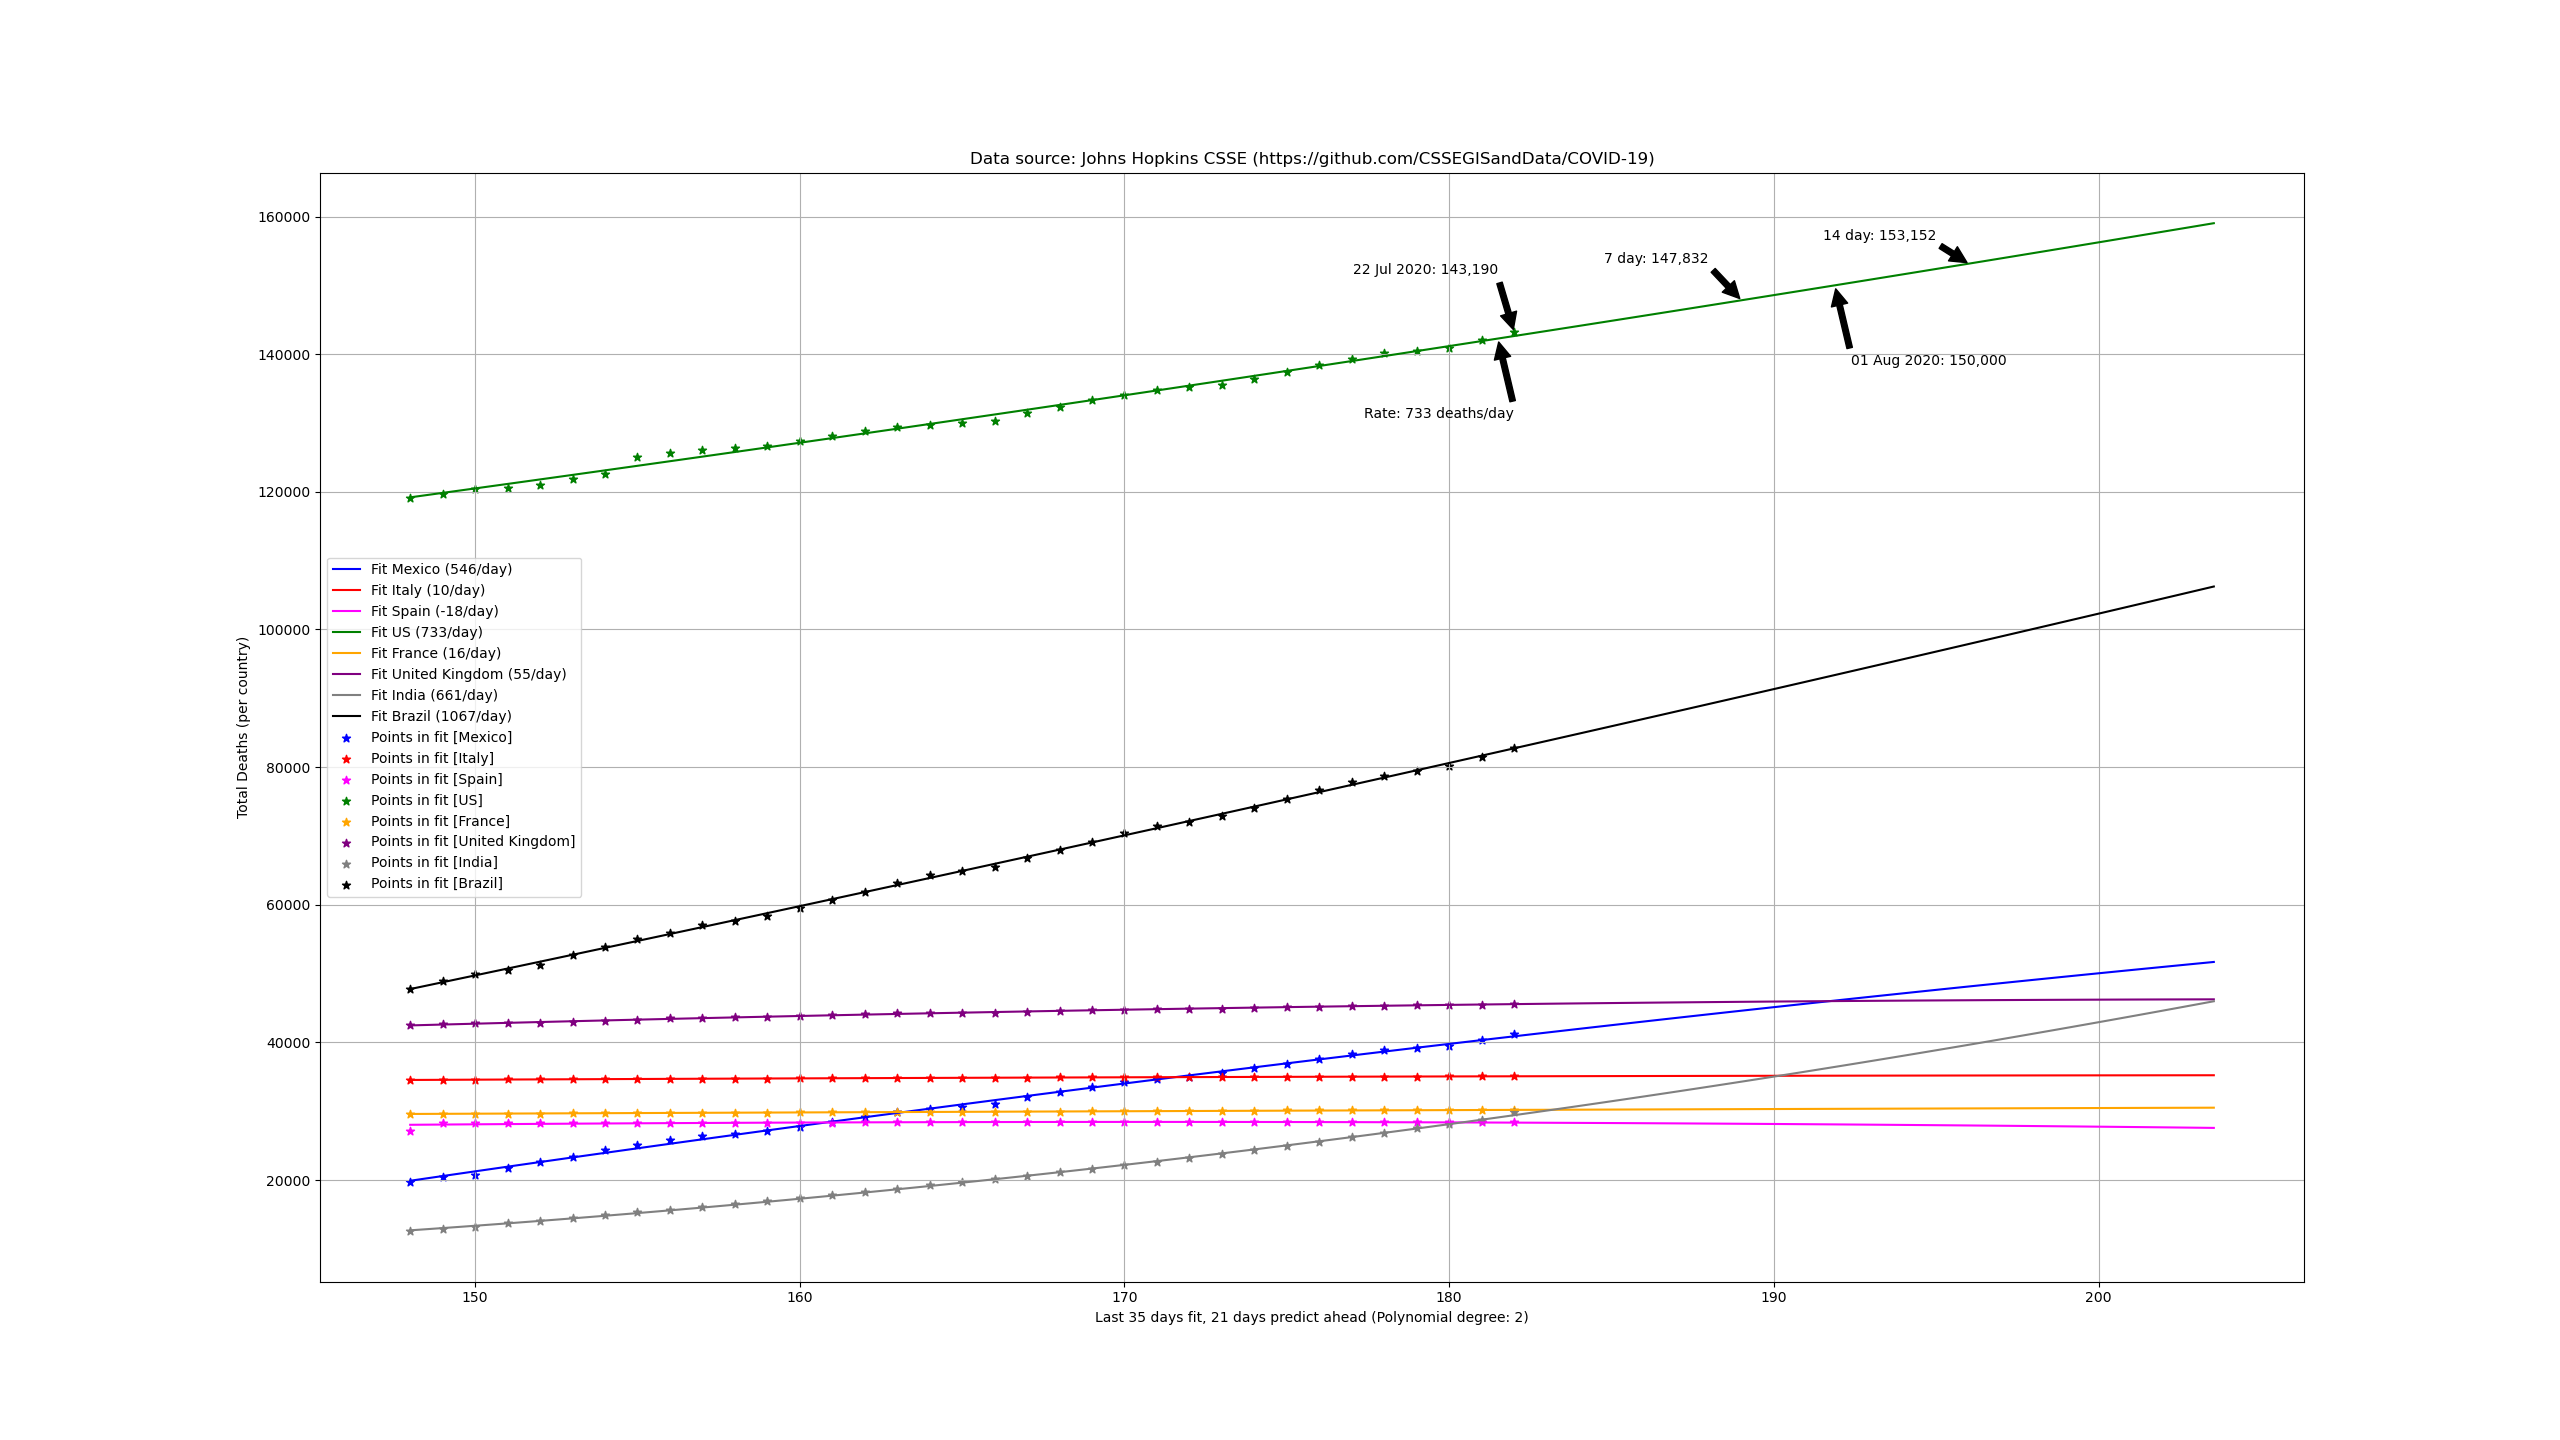 Data source: Johns Hopkins CSSE (https://github.com/CSSEGISandData/COVID-19)
160000
140000
120000
100000
80000
60000
40000
20000
Total Deaths (per country)
22 Jul 2020: 143,190
7 day: 147,832
14 day: 153,152
01 Aug 2020: 150,000
Rate: 733 deaths/day
Fit Mexico (546/day)
Fit Italy (10/day)
Fit Spain (-18/day)
Fit US (733/day)
Fit France (16/day)
Fit United Kingdom (55/day)
Fit India (661/day)
Fit Brazil (1067/day)
Points in fit [Mexico]
Points in fit [Italy]
Points in fit [Spain]
Points in fit [US]
Points in fit [France]
Points in fit [United Kingdom]
Points in fit [India]
Points in fit [Brazil]
150 160 170 180 190 200
Last 35 days fit, 21 days predict ahead (Polynomial degree: 2)